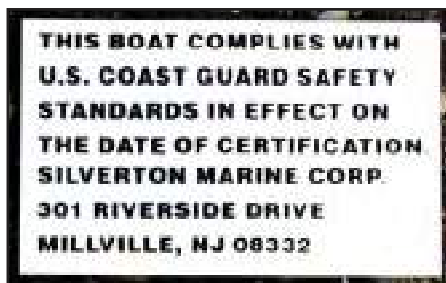 THIS BOAT COMPLIES WITH
U.S. COAST GUARD SAFETY
STANDARDS IN EFFECT ON
THE DATE OF CERTIFICATION
SILVERTON MARINE CORP.
301 RIVERSIDE DRIVE
MILLVILLE, NJ 08332